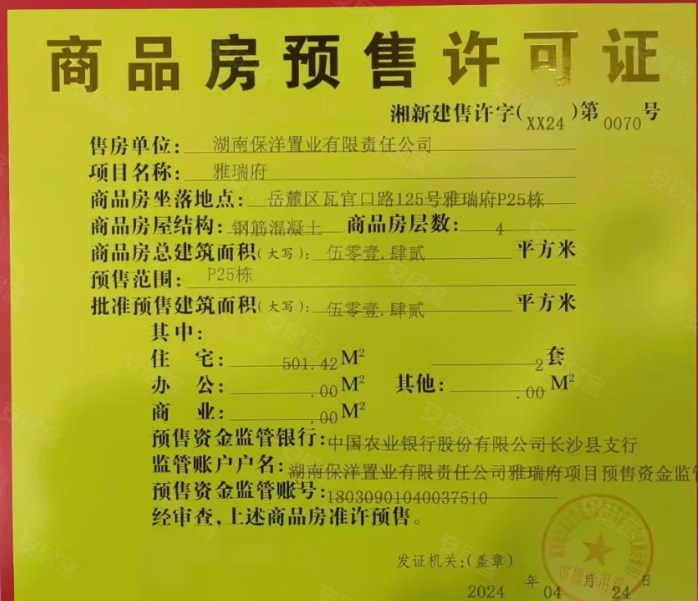 商品房预售许可证
湘新建售许字(XX24)第0070号
售房单位: 湖南保洋置业有限责任公司
项目名称: 雅瑞府
商品房坐落地点: 岳麓区瓦官口路125号雅瑞府P25栋
商品房屋结构: 钢筋混凝土 商品房层数: 4
商品房总建筑面积(大写): 伍零壹.肆贰 平方米
预售范围: P25栋
批准预售建筑面积(大写): 伍零壹.肆贰 平方米
其中:
住 宅: 501.42 M² 2 套
办 公: .00 M² 其他: .00 M²
商 业: .00 M²
预售资金监管银行: 中国农业银行股份有限公司长沙县支行
监管账户户名: 湖南保洋置业有限责任公司雅瑞府项目预售资金监管
预售资金监管账号: 18030901040037510
经审查,上述商品房准许预售。
发证机关:(盖章)
2024 年 04 月 24 日